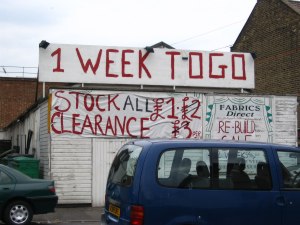 1 WEEK TO GO
STOCK ALL £1·£2
CLEARANCE £3
FABRICS
Direct
RE-BUILD
SALE